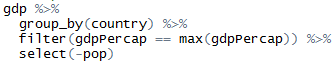 gdp %>%
group_by(country) %>%
filter(gdpPercap == max(gdpPercap)) %>%
select(-pop)